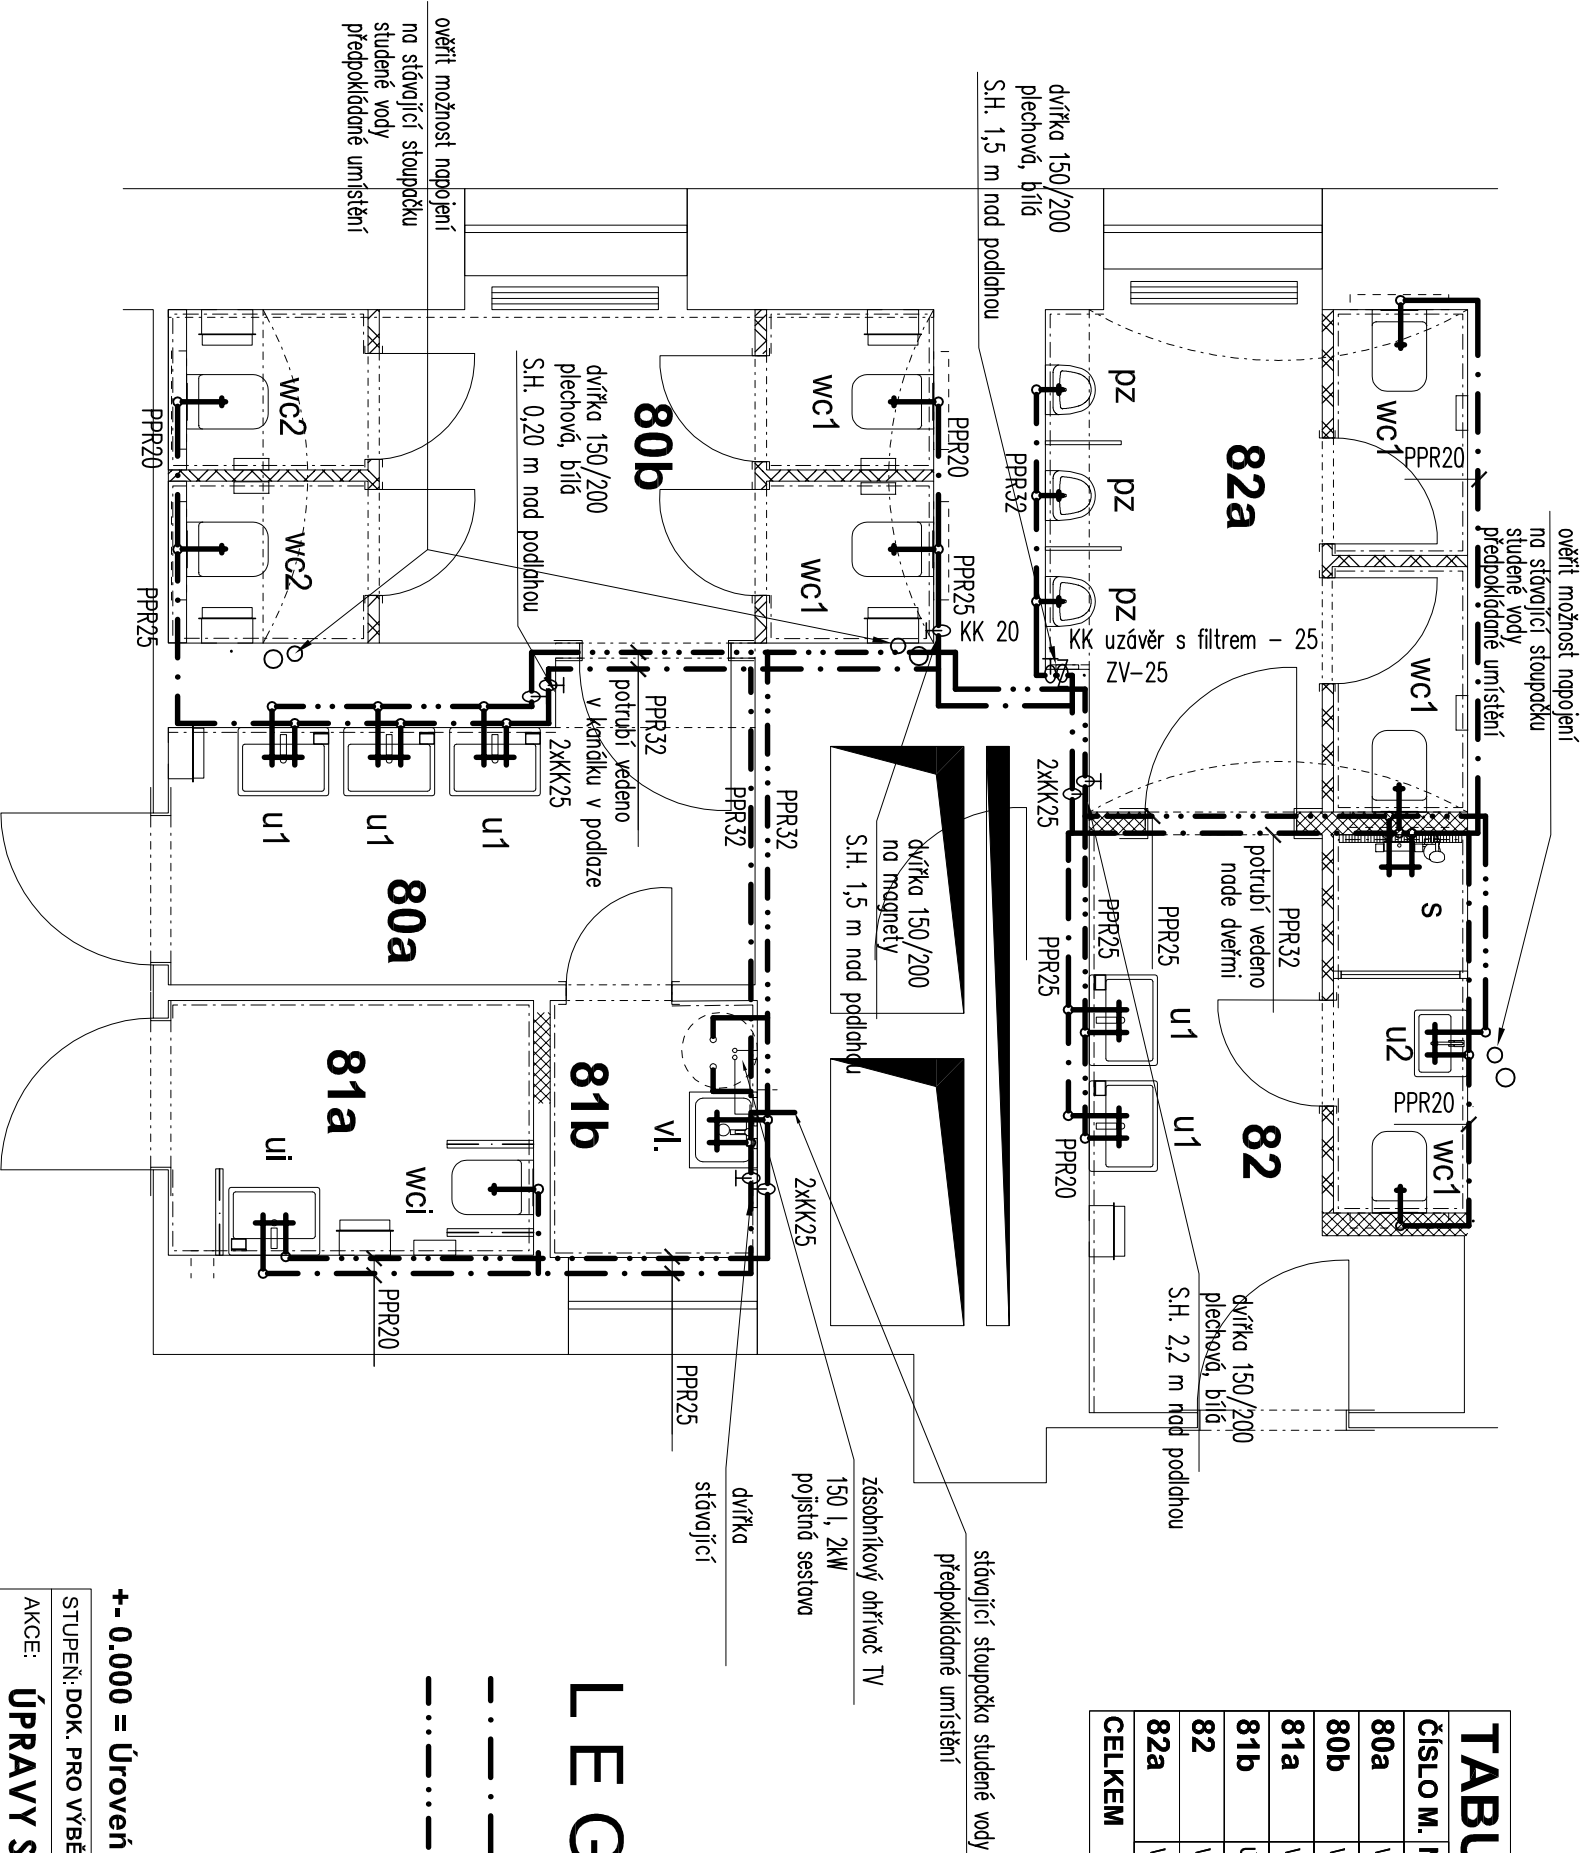 ověřit možnost napojení
na stávající stoupačku
studené vody
předpokládané umístění
dvířka 150/200
plechová, bílá
S.H. 1,5 m nad podlahou
ověřit možnost napojení
na stávající stoupačku
studené vody
předpokládané umístění
wc1
PPR20
82a
pz
pz
pz
PPR32
wc1
KK uzávěr s filtrem – 25
ZV–25
wc1
PPR20
wc1
PPR25
KK 20
80b
dvířka 150/200
plechová, bílá
S.H. 0,20 m nad podlahou
wc2
PPR20
wc2
PPR25
PPR32
potrubí vedeno
v kanálku v podlaze
2xKK25
PPR32
PPR32
u1
u1
u1
80a
dvířka 150/200
na magnety
S.H. 1,5 m nad podlahou
2xKK25
s
PPR32
potrubí vedeno
nade dveřmi
PPR25
PPR25
PPR25
u1
u2
u1
PPR20
PPR20
wc1
82
81b
vl.
81a
ui
wci
2xKK25
PPR20
PPR25
dvířka 150/200
plechová, bílá
S.H. 2,2 m nad podlahou
dvířka
stávající
zásobníkový ohřívač TV
150 l, 2kW
pojistná sestava
stávající stoupačka studené vody
předpokládané umístění
TABU
ČÍSLO M.
80a
80b
81a
81b
82
82a
CELKEM
LEG
+- 0.000 = Úroveň
STUPEŇ: DOK. PRO VÝBĚ
AKCE: ÚPRAVY S